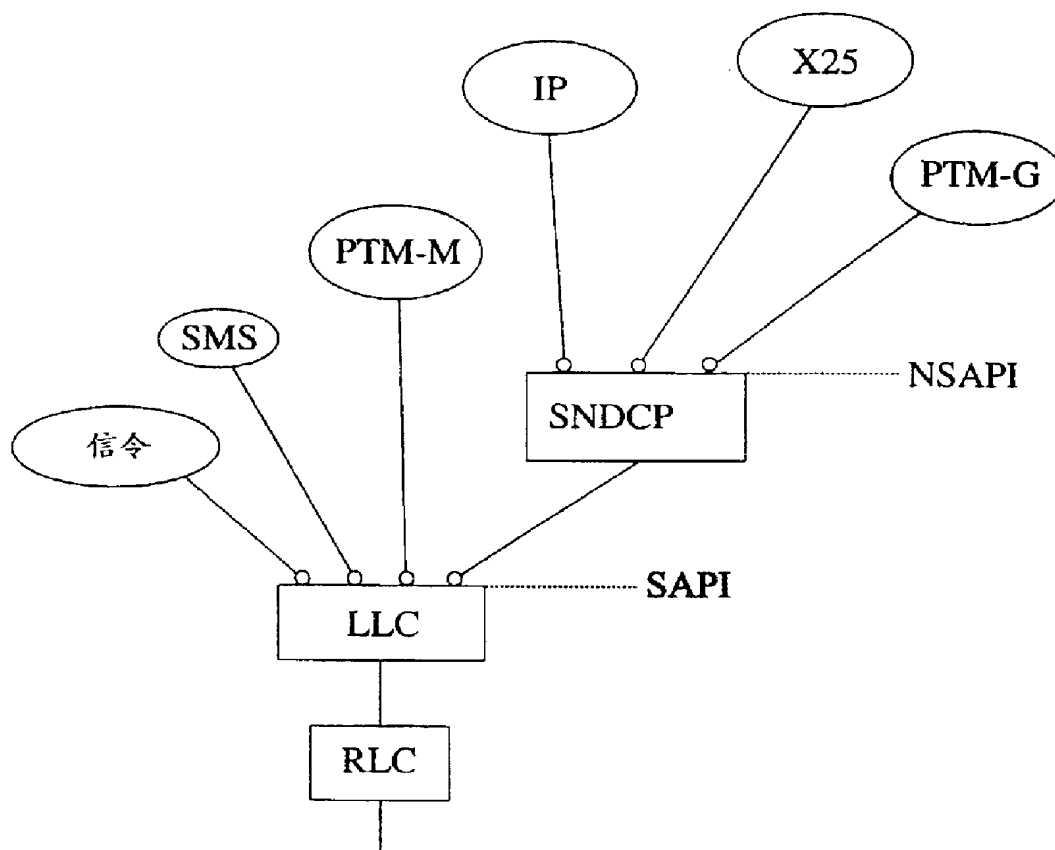 X25
IP
PTM-G
PTM-M
SMS
NSAPI
SNDCP
信令
SAPI
LLC
RLC